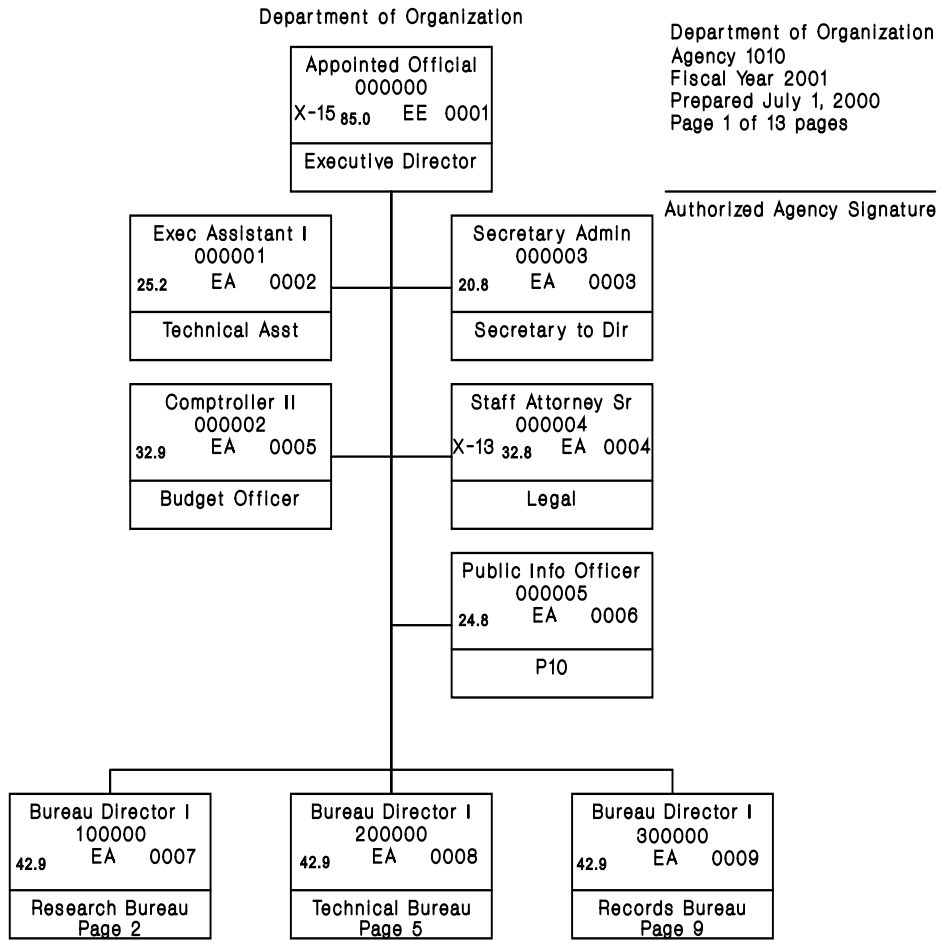 Department of Organization
Department of Organization
Agency 1010
Fiscal Year 2001
Prepared July 1, 2000
Page 1 of 13 pages
Authorized Agency Signature
Appointed Official
000000
X-15 85.0 EE 0001
Executive Director
Exec Assistant I
000001
25.2 EA 0002
Technical Asst
Secretary Admin
000003
20.8 EA 0003
Secretary to Dir
Comptroller II
000002
32.9 EA 0005
Budget Officer
Staff Attorney Sr
000004
X-13 32.8 EA 0004
Legal
Public Info Officer
000005
24.8 EA 0006
P10
Bureau Director I
100000
42.9 EA 0007
Research Bureau
Page 2
Bureau Director I
200000
42.9 EA 0008
Technical Bureau
Page 5
Bureau Director I
300000
42.9 EA 0009
Records Bureau
Page 9